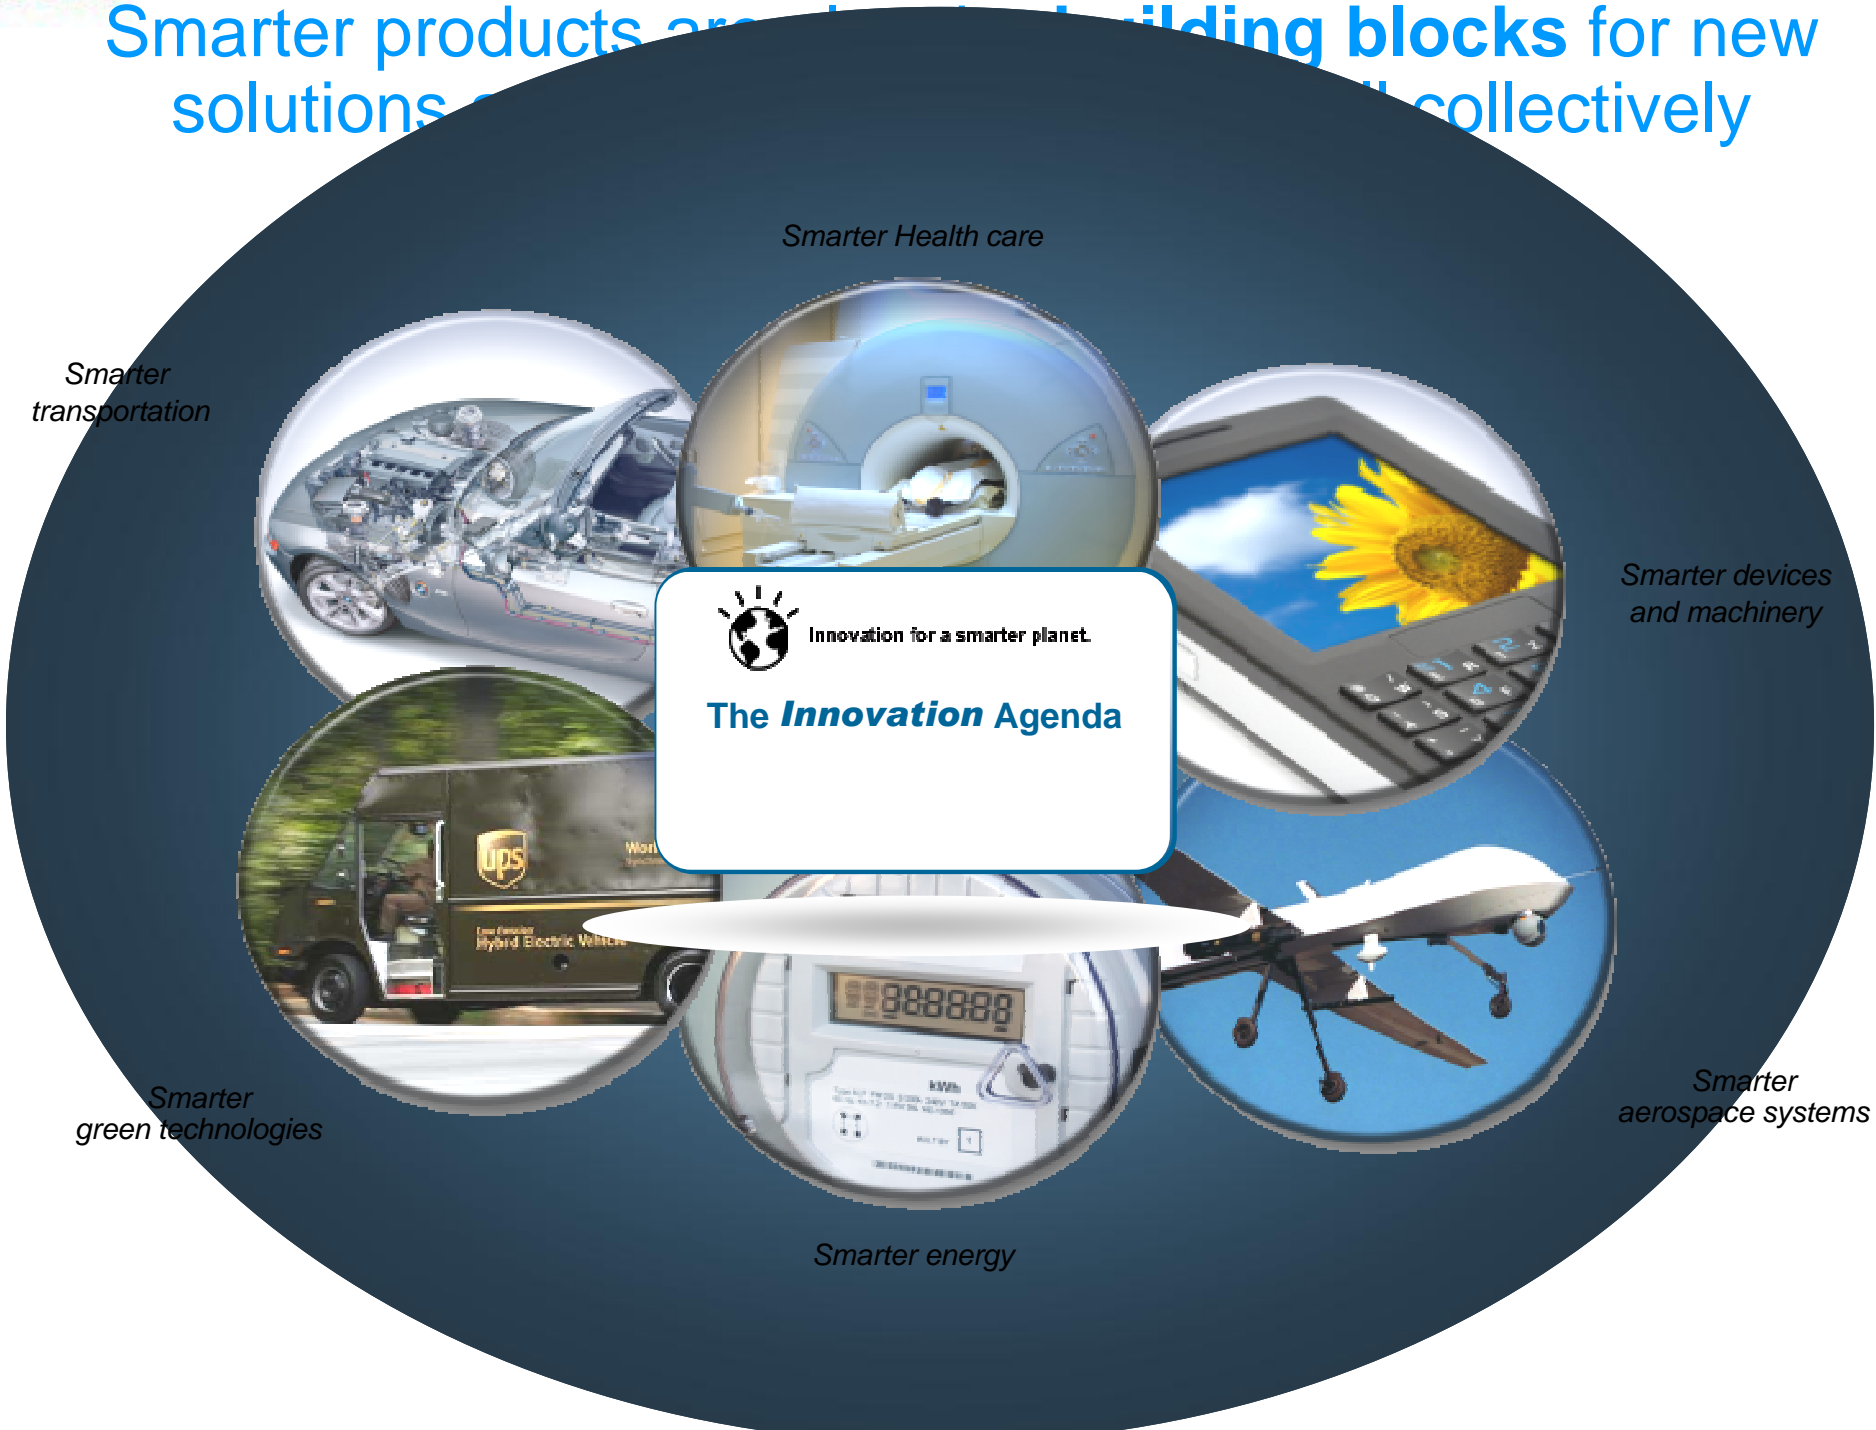 Smarter products building blocks for new
solutions collectively
Smarter Health care
Smarter
transportation
Smarter devices
and machinery
Innovation for a smarter planet.
The Innovation Agenda
ups
Hybrid Electric Vehicle
kWh
Smarter
green technologies
Smarter
aerospace systems
Smarter energy